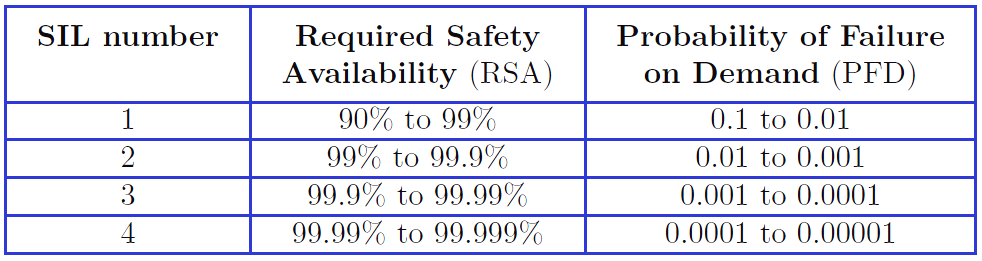 SIL number Required Safety Probability of Failure
Availability (RSA) on Demand (PFD)
1 90% to 99% 0.1 to 0.01
2 99% to 99.9% 0.01 to 0.001
3 99.9% to 99.99% 0.001 to 0.0001
4 99.99% to 99.999% 0.0001 to 0.00001